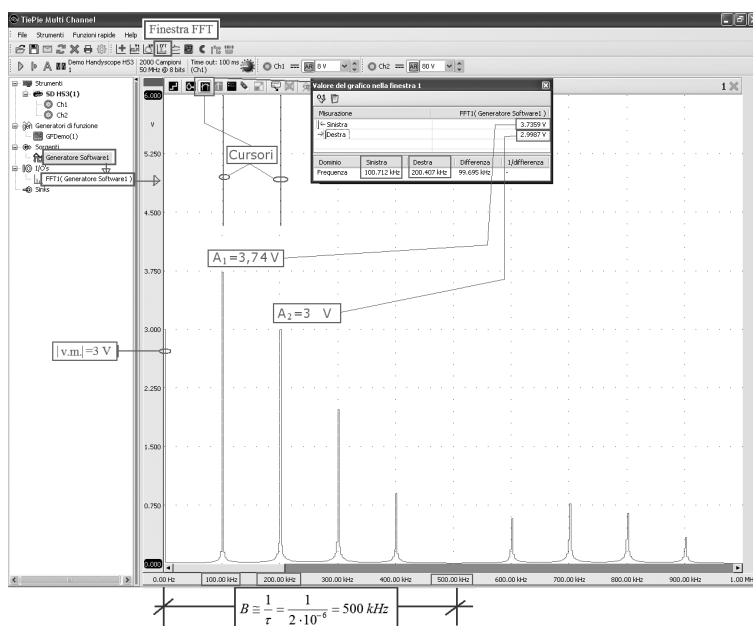 TiePie Multi Channel
File Strumenti Funzioni rapide Help
Finestra FFT
Demo Handyscope HS3 1
2000 Campioni
50 MHz @ 8 bits
Time out: 100 ms
(Ch1)
Ch1 AR 8 V
Ch2 AR 80 V
Strumenti
SD HS3(1)
Ch1
Ch2
Generatori di funzione
GFDemo(1)
Sorgenti
Generatore Software1
I/O's
FFT1( Generatore Software1 )
Sinks
1
Valore del grafico nella finestra 1
Misurazione FFT1( Generatore Software1 )
Sinistra 3.7359 V
Destra 2.9987 V
Dominio Sinistra Destra Differenza 1/differenza
Frequenza 100.712 kHz 200.407 kHz 99.695 kHz -
Cursori
6.000
V
5.250
4.500
3.750
3.000
2.250
1.500
0.750
0.000
A1=3,74 V
A2=3 V
|v.m.|=3 V
0.00 Hz 100.00 kHz 200.00 kHz 300.00 kHz 400.00 kHz 500.00 kHz 600.00 kHz 700.00 kHz 800.00 kHz 900.00 kHz 1.00 MH
B ≅ 1/τ = 1/(2·10⁻⁶) = 500 kHz